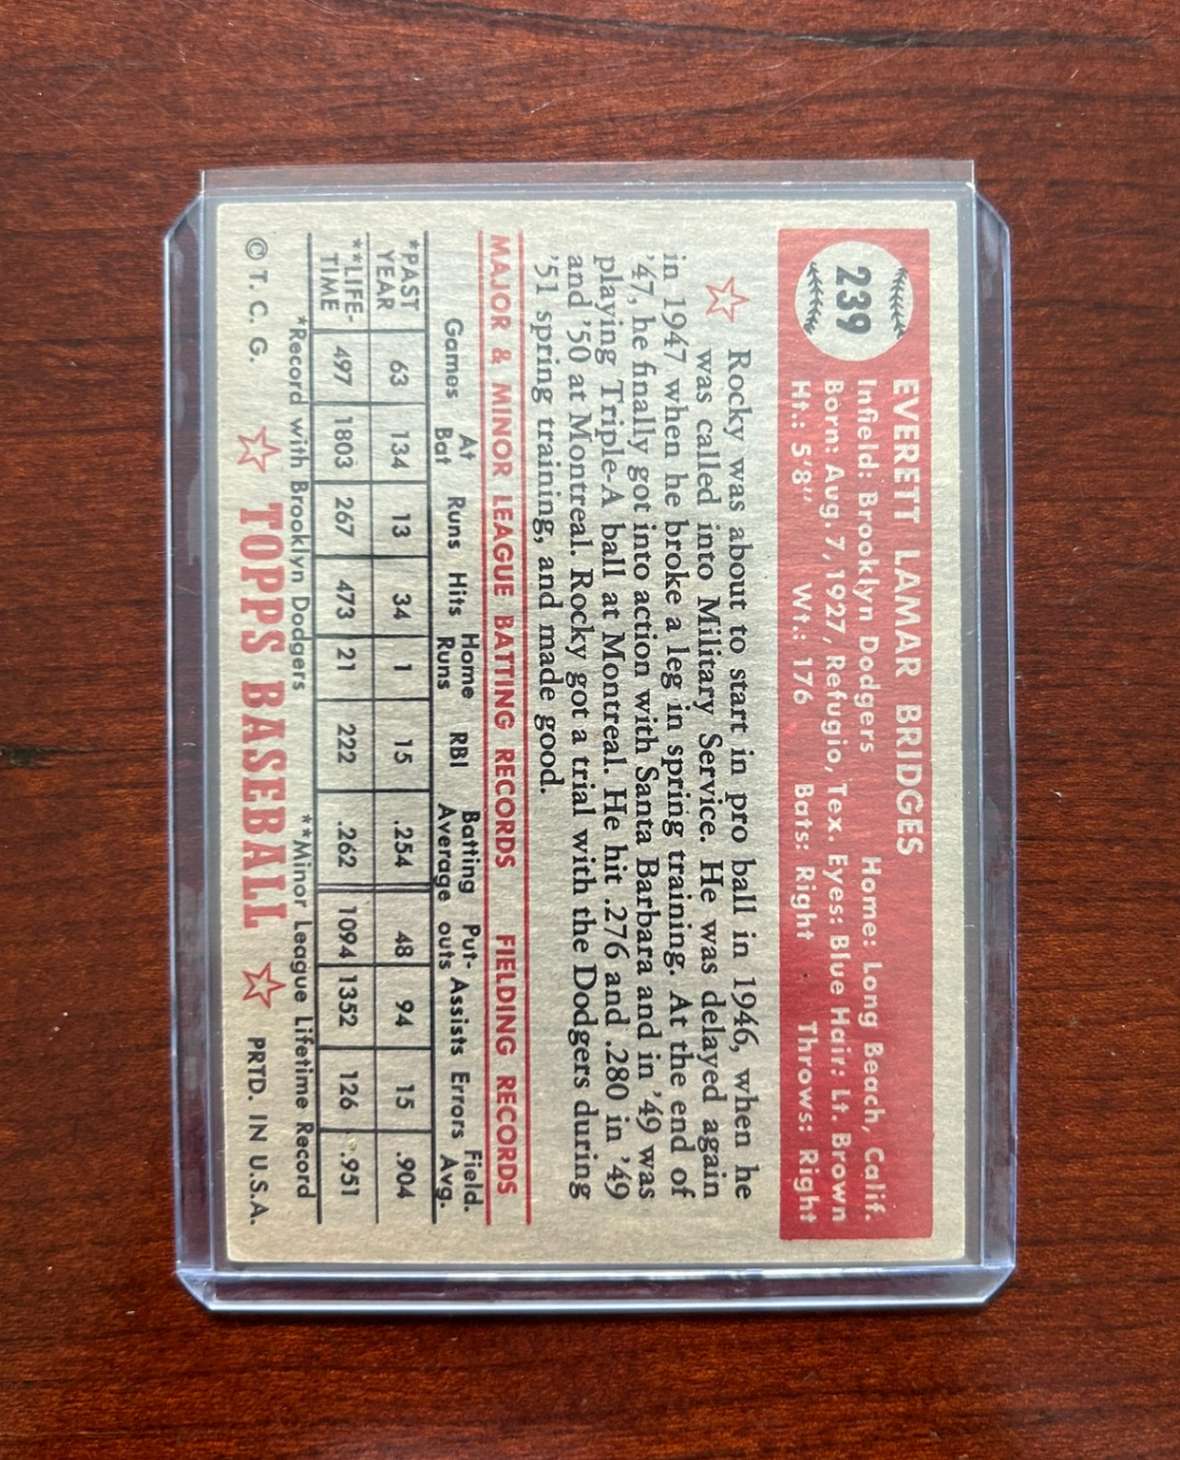 239
EVERETT LAMAR BRIDGES
Infield: Brooklyn Dodgers Home: Long Beach, Calif.
Born: Aug. 7, 1927, Refugio, Tex. Eyes: Blue Hair: Lt. Brown
Ht.: 5'8" Wt.: 176 Bats: Right Throws: Right
Rocky was about to start in pro ball in 1946, when he
was called into Military Service. He was delayed again
in 1947 when he broke a leg in spring training. At the end of
'47, he finally got into action with Santa Barbara and in '49 was
playing Triple-A ball at Montreal. He hit .276 and .280 in '49
and '50 at Montreal. Rocky got a trial with the Dodgers during
'51 spring training, and made good.
MAJOR & MINOR LEAGUE BATTING RECORDS FIELDING RECORDS
Games At Bat Runs Hits Home Runs RBI Batting Average Put-outs Assists Errors Field. Avg.
*PAST YEAR 63 134 13 34 1 15 .254 48 94 15 .904
**LIFE-TIME 497 1803 267 473 21 222 .262 1094 1352 126 .951
*Record with Brooklyn Dodgers **Minor League Lifetime Record
© T. C. G. TOPPS BASEBALL PRTD. IN U.S.A.